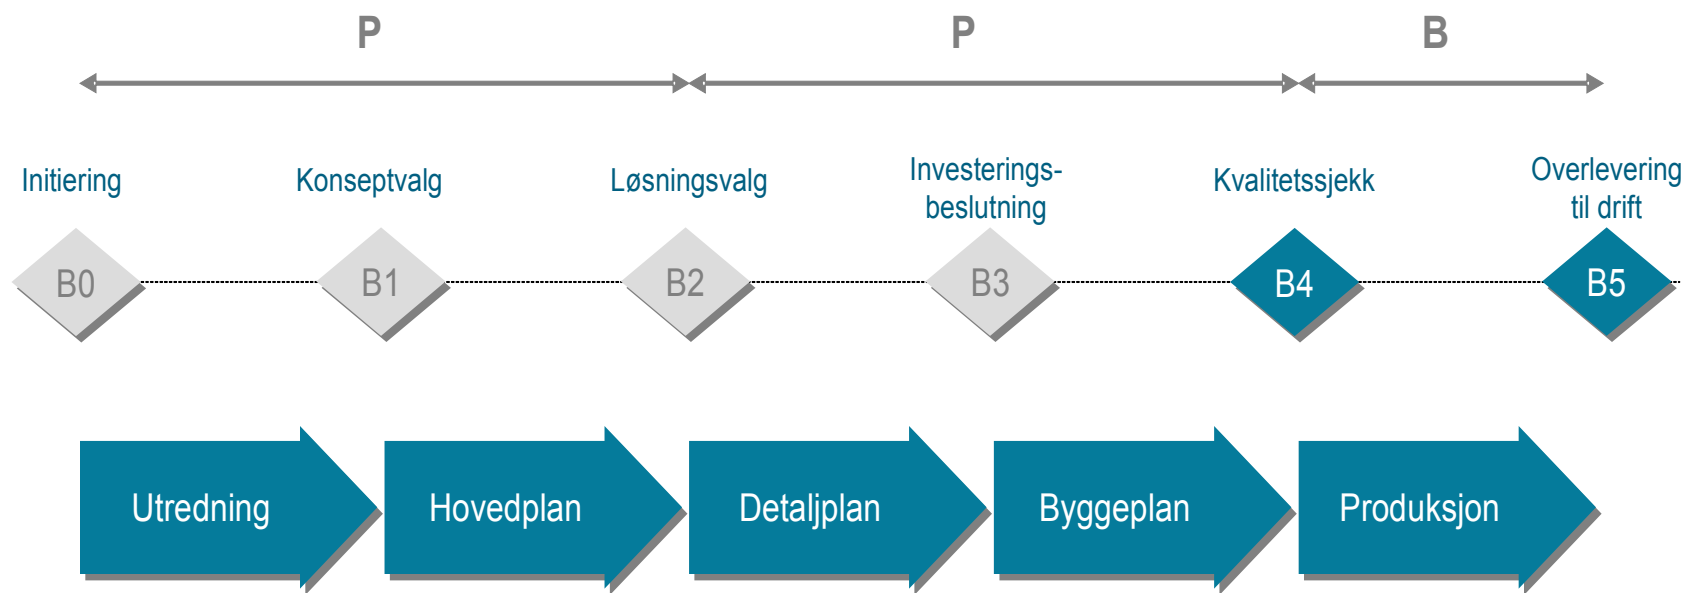 P
P
B
Initiering
Konseptvalg
Løsningsvalg
Investerings-
beslutning
Kvalitetssjekk
Overlevering
til drift
B0
B1
B2
B3
B4
B5
Utredning
Hovedplan
Detaljplan
Byggeplan
Produksjon